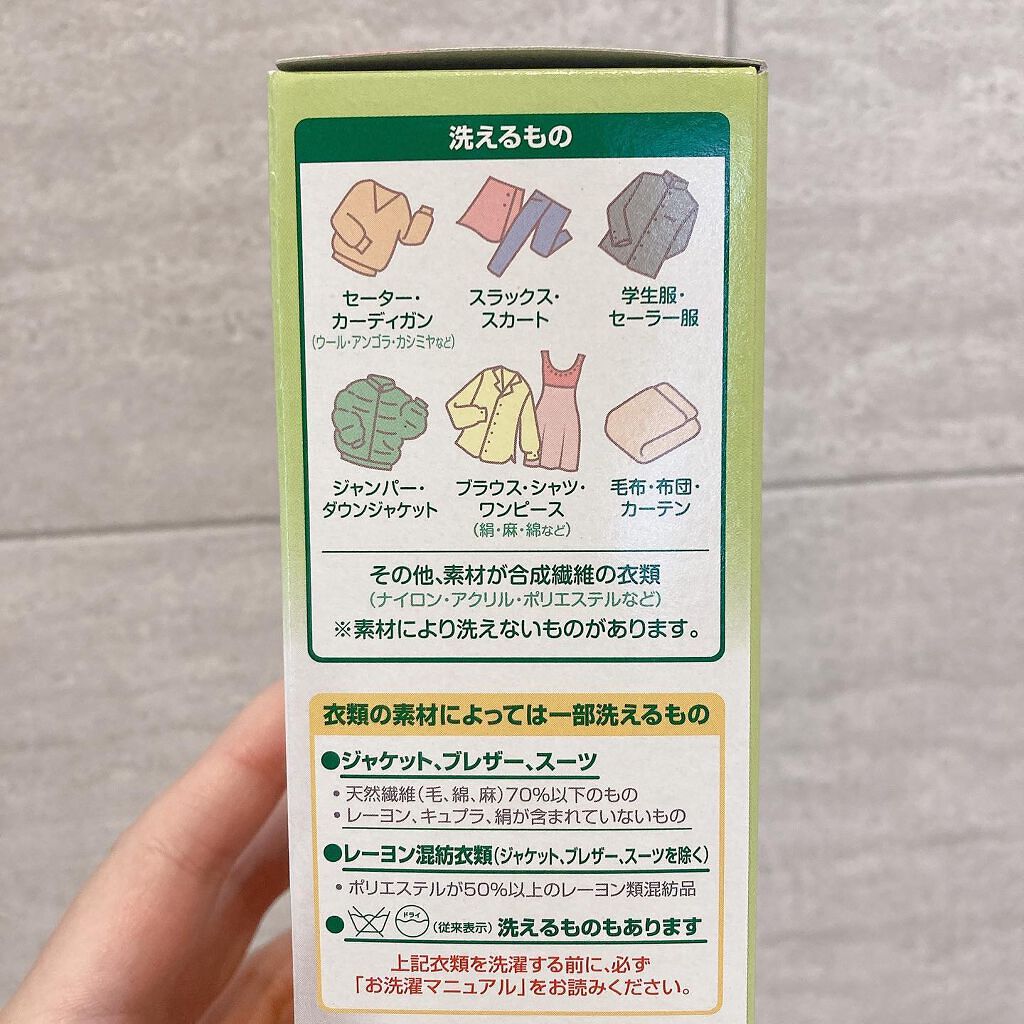 洗えるもの
セーター・
カーディガン
(ウール・アンゴラ・カシミヤなど)
スラックス・
スカート
学生服・
セーラー服
ジャンパー・
ダウンジャケット
ブラウス・シャツ・
ワンピース
(絹・麻・綿など)
毛布・布団・
カーテン
その他、素材が合成繊維の衣類
(ナイロン・アクリル・ポリエステルなど)
※素材により洗えないものがあります。
衣類の素材によっては一部洗えるもの
●ジャケット、ブレザー、スーツ
・天然繊維(毛、綿、麻)70%以下のもの
・レーヨン、キュプラ、絹が含まれていないもの
●レーヨン混紡衣類(ジャケット、ブレザー、スーツを除く)
・ポリエステルが50%以上のレーヨン類混紡品
● ドライ (従来表示) 洗えるものもあります
上記衣類を洗濯する前に、必ず
「お洗濯マニュアル」をお読みください。